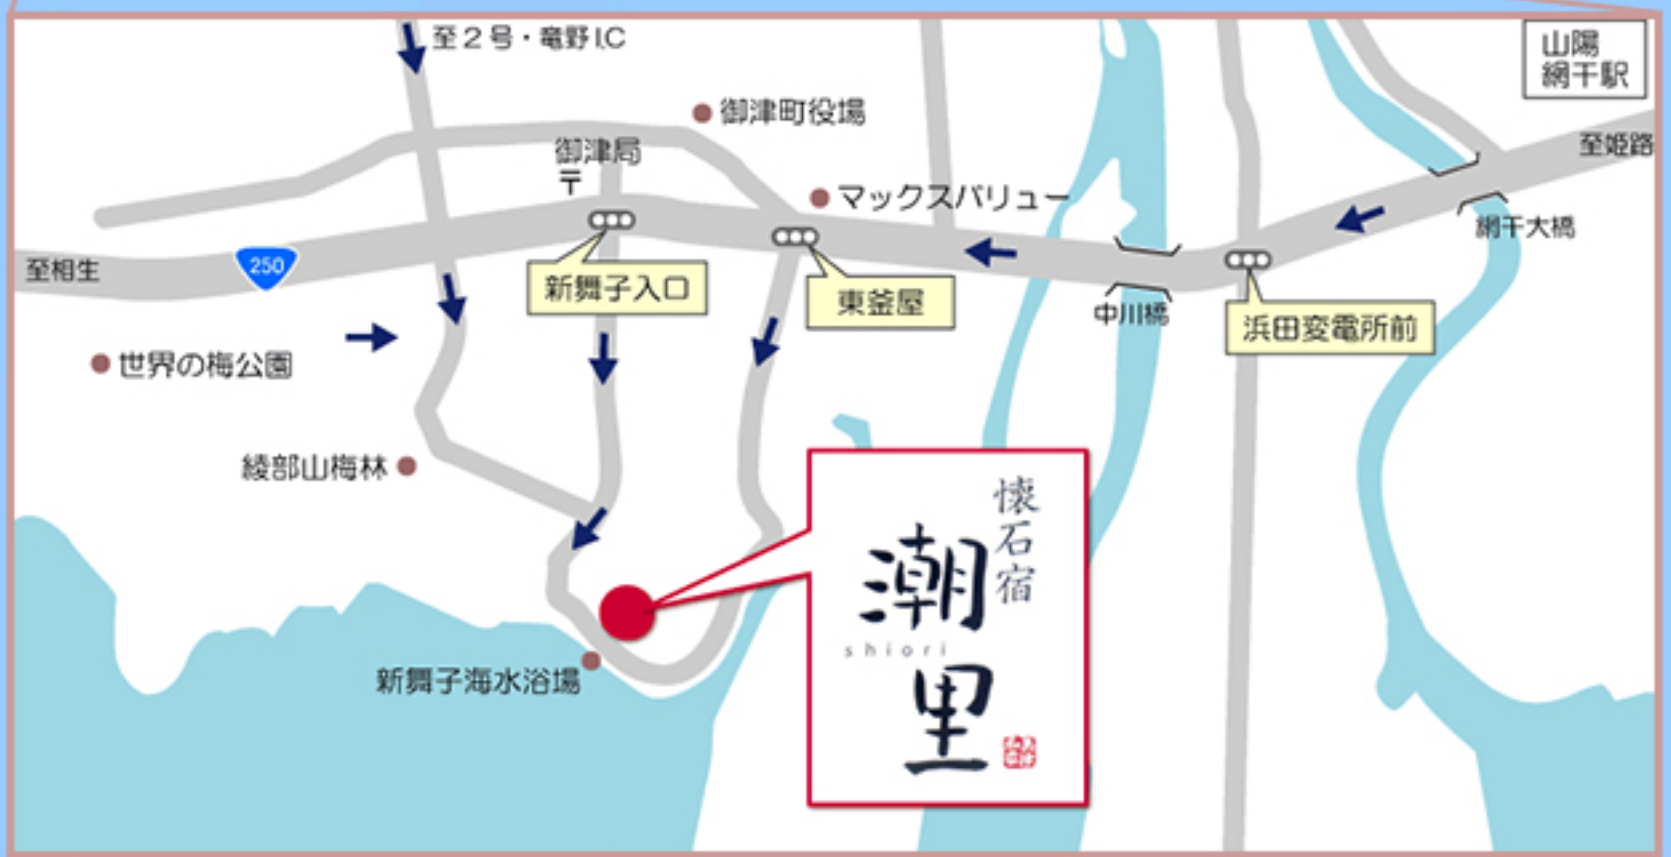 至2号・竜野I.C
山陽
網干駅
御津町役場
御津局
〒
至姫路
マックスバリュー
網干大橋
至相生
250
新舞子入口
東釜屋
中川橋
浜田変電所前
世界の梅公園
綾部山梅林
懐石宿
潮里
shiori
新舞子海水浴場